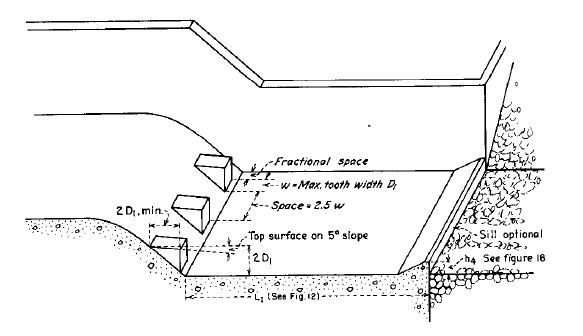 Fractional space
w = Max. tooth width D₁
Space = 2.5 w
2 D₁, min.
Top surface on 5° slope
2 D₁
Sill optional
h₄ See figure 18
L₁ (See Fig. 12)